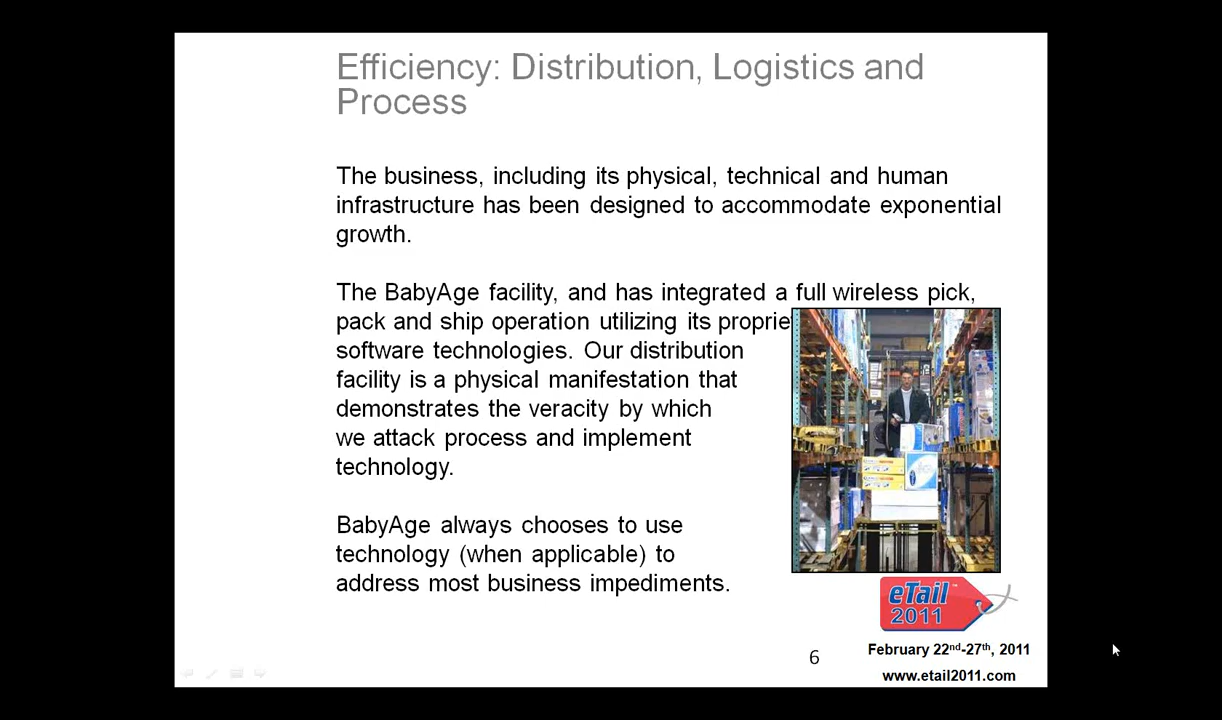 Efficiency: Distribution, Logistics and
Process
The business, including its physical, technical and human
infrastructure has been designed to accommodate exponential
growth.
The BabyAge facility, and has integrated a full wireless pick,
pack and ship operation utilizing its proprie
software technologies. Our distribution
facility is a physical manifestation that
demonstrates the veracity by which
we attack process and implement
technology.
BabyAge always chooses to use
technology (when applicable) to
address most business impediments.
eTail™
2011
6
February 22nd-27th, 2011
www.etail2011.com